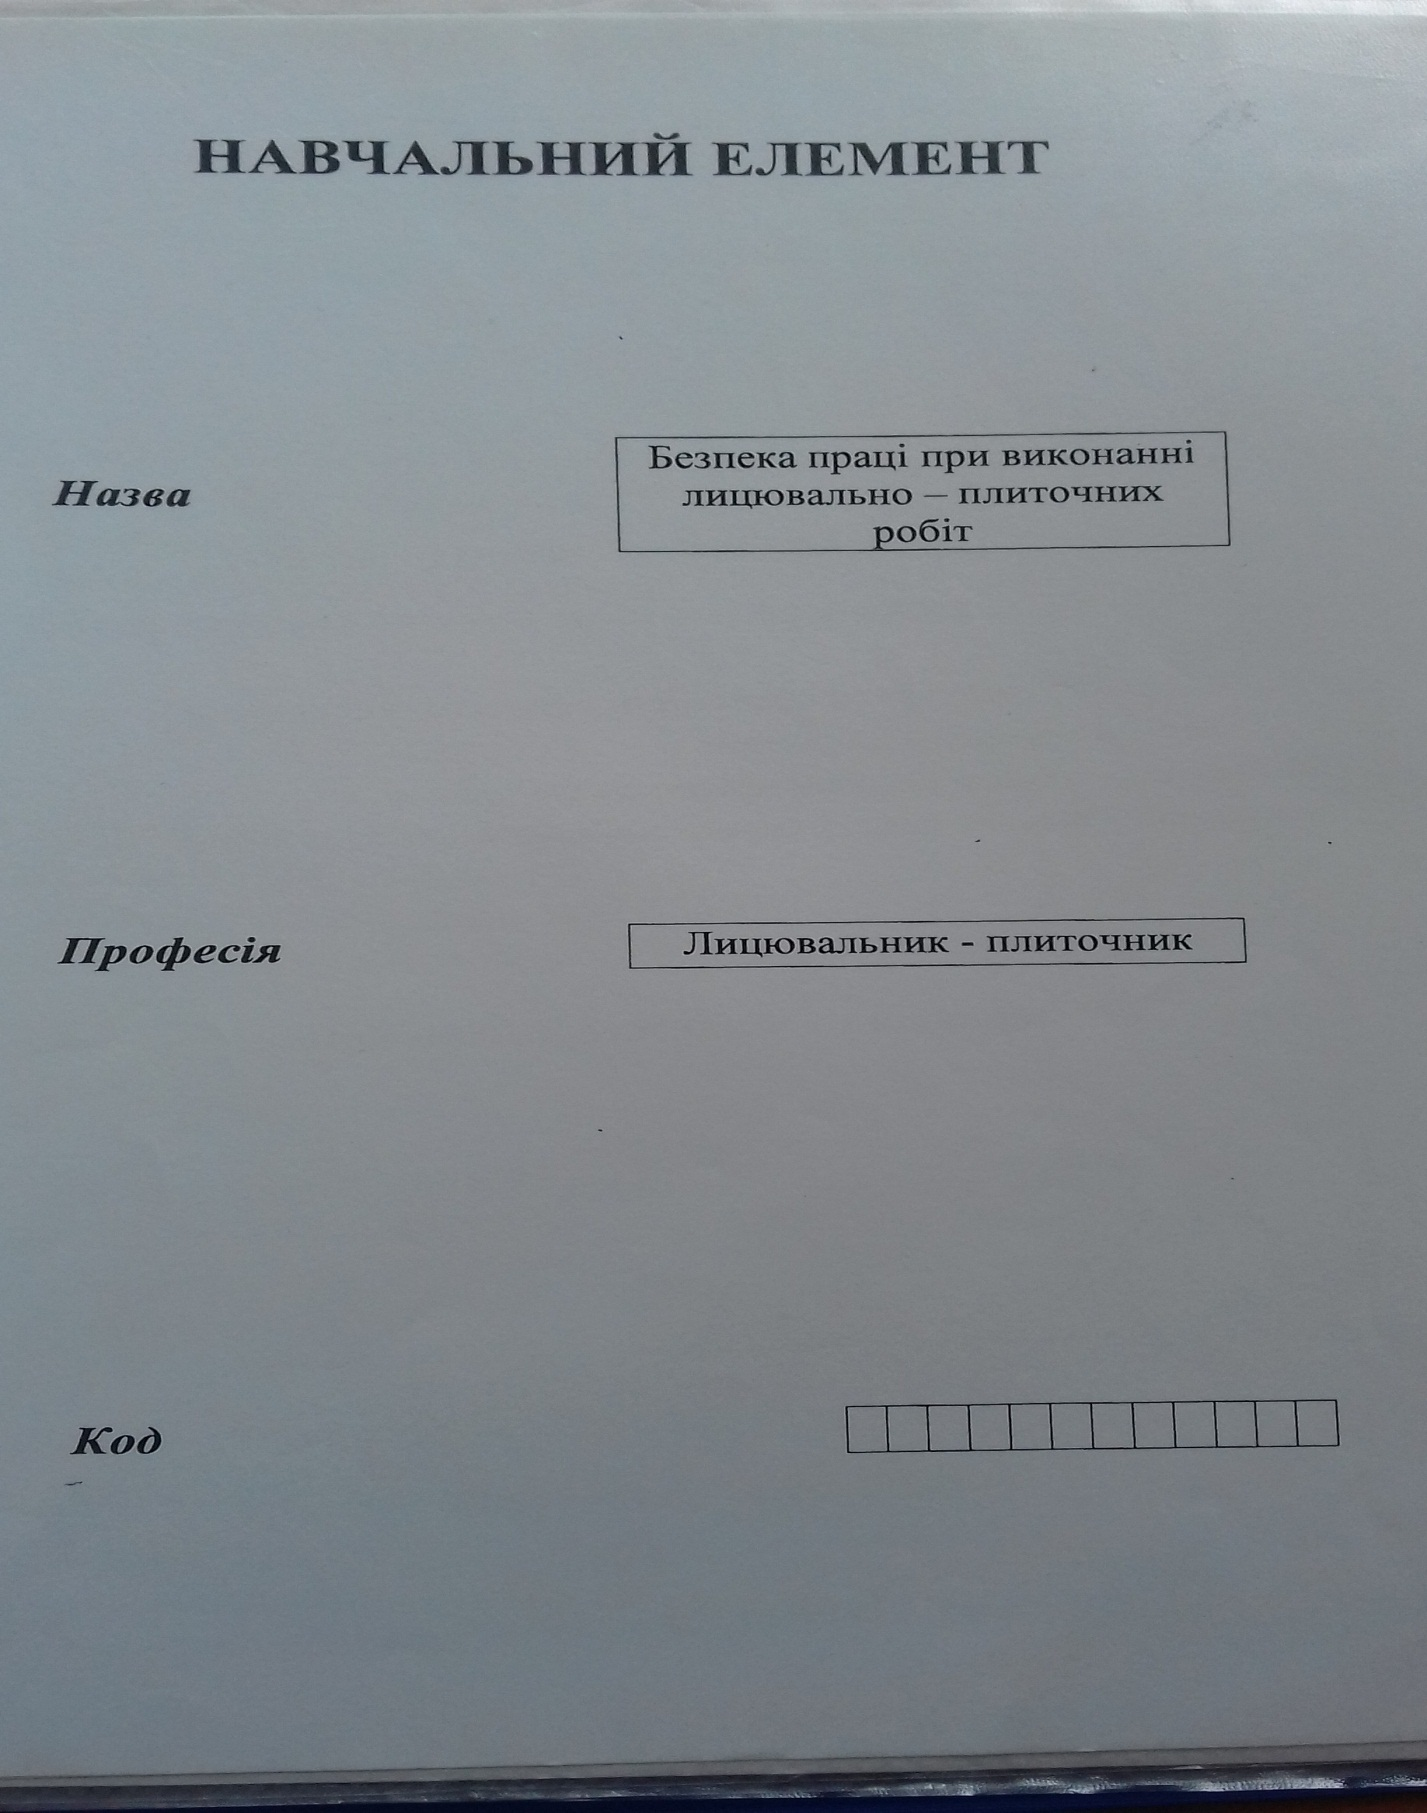 НАВЧАЛЬНИЙ ЕЛЕМЕНТ
Назва
Безпека праці при виконанні
лицювально – плиточних
робіт
Професія
Лицювальник - плиточник
Код